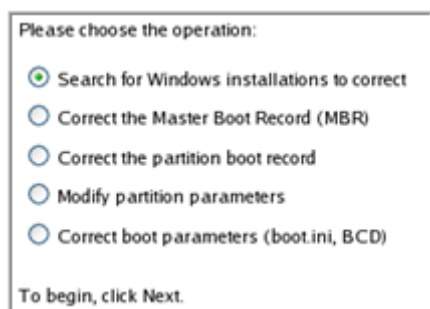 Please choose the operation:
Search for Windows installations to correct
Correct the Master Boot Record (MBR)
Correct the partition boot record
Modify partition parameters
Correct boot parameters (boot.ini, BCD)
To begin, click Next.